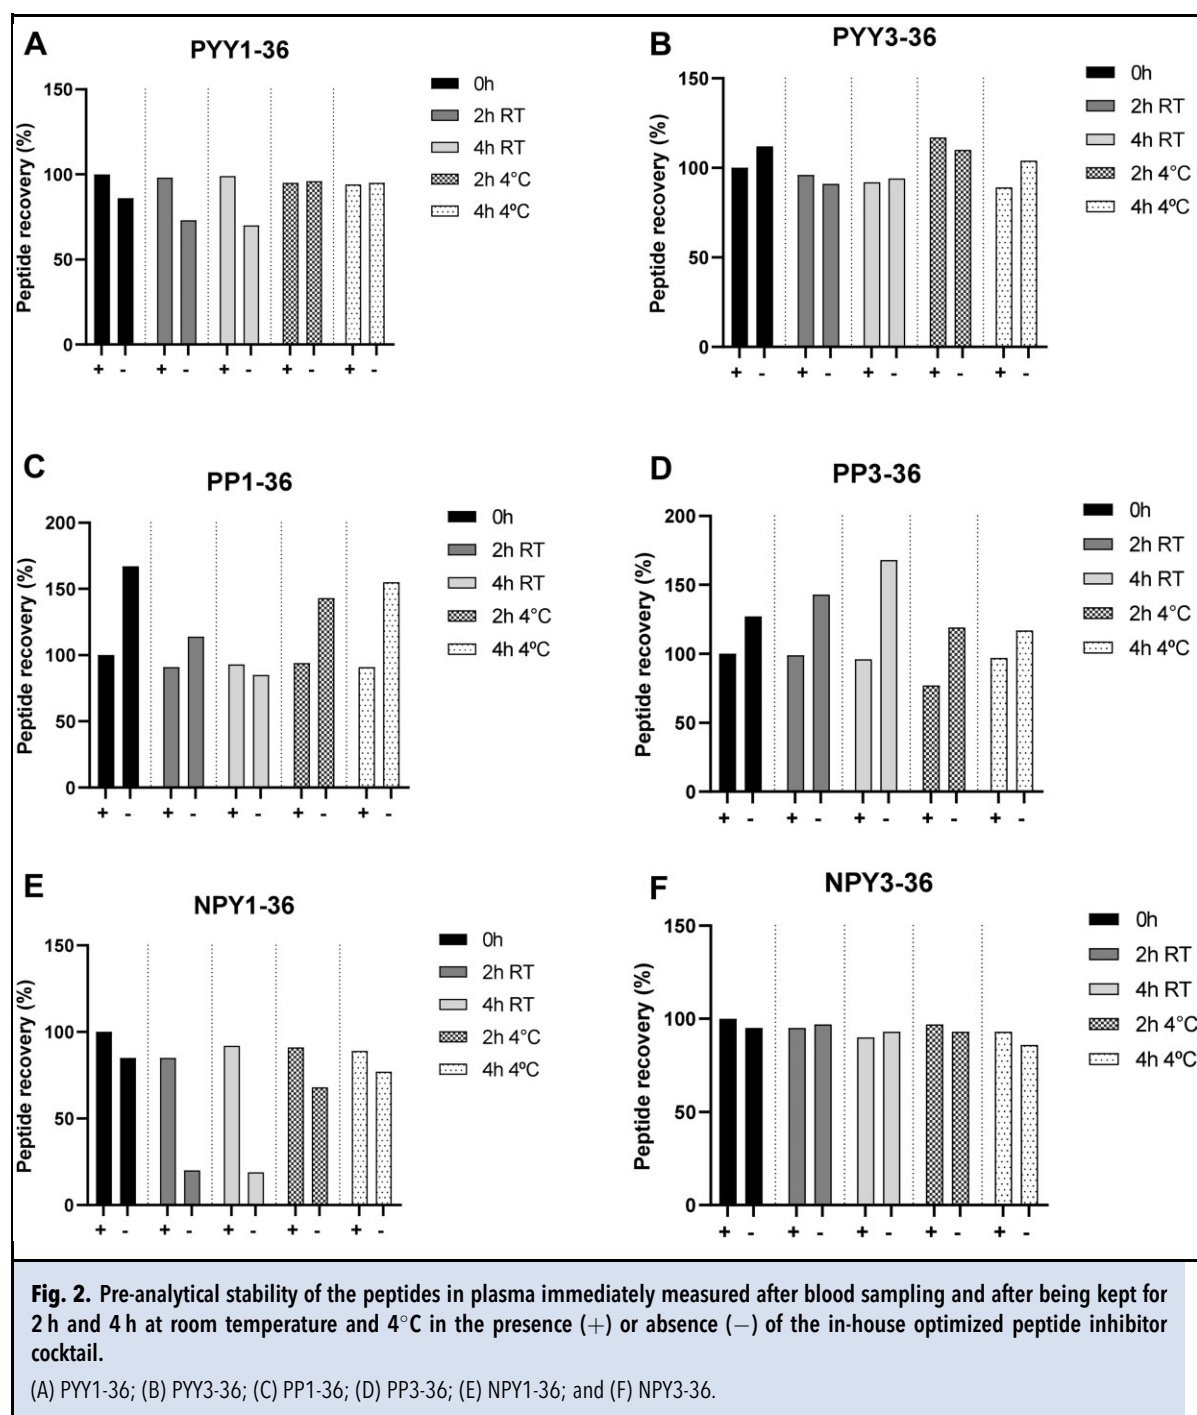 A
PYY1-36
Peptide recovery (%)
150
100
50
0
+ - + - + - + - + -
0h
2h RT
4h RT
2h 4°C
4h 4ºC
B
PYY3-36
Peptide recovery (%)
150
100
50
0
+ - + - + - + - + -
0h
2h RT
4h RT
2h 4°C
4h 4ºC
C
PP1-36
Peptide recovery (%)
200
150
100
50
0
+ - + - + - + - + -
0h
2h RT
4h RT
2h 4°C
4h 4ºC
D
PP3-36
Peptide recovery (%)
200
150
100
50
0
+ - + - + - + - + -
0h
2h RT
4h RT
2h 4°C
4h 4ºC
E
NPY1-36
Peptide recovery (%)
150
100
50
0
+ - + - + - + - + -
0h
2h RT
4h RT
2h 4°C
4h 4ºC
F
NPY3-36
Peptide recovery (%)
150
100
50
0
+ - + - + - + - + -
0h
2h RT
4h RT
2h 4°C
4h 4ºC
Fig. 2. Pre-analytical stability of the peptides in plasma immediately measured after blood sampling and after being kept for
2 h and 4 h at room temperature and 4°C in the presence (+) or absence (−) of the in-house optimized peptide inhibitor
cocktail.
(A) PYY1-36; (B) PYY3-36; (C) PP1-36; (D) PP3-36; (E) NPY1-36; and (F) NPY3-36.